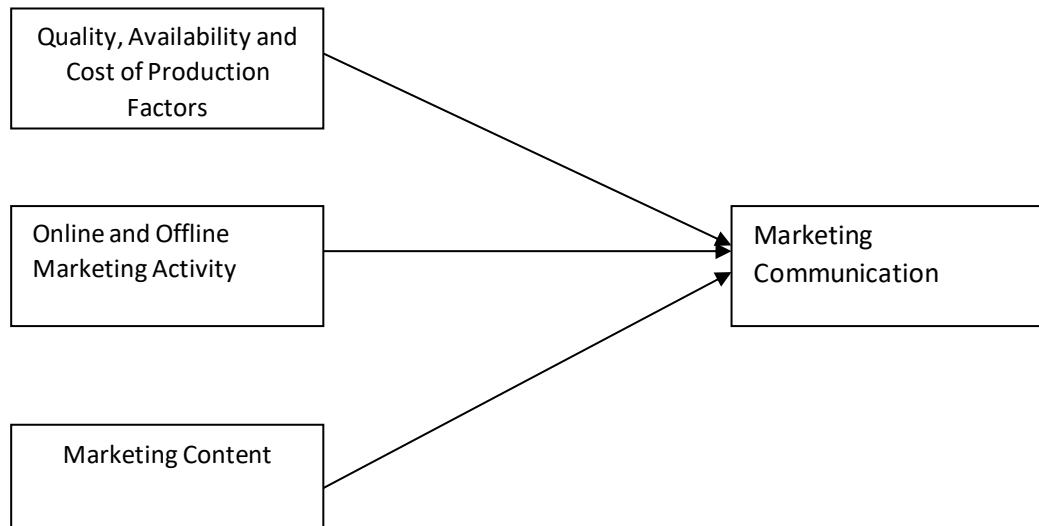 Quality, Availability and
Cost of Production
Factors
Online and Offline
Marketing Activity
Marketing
Communication
Marketing Content